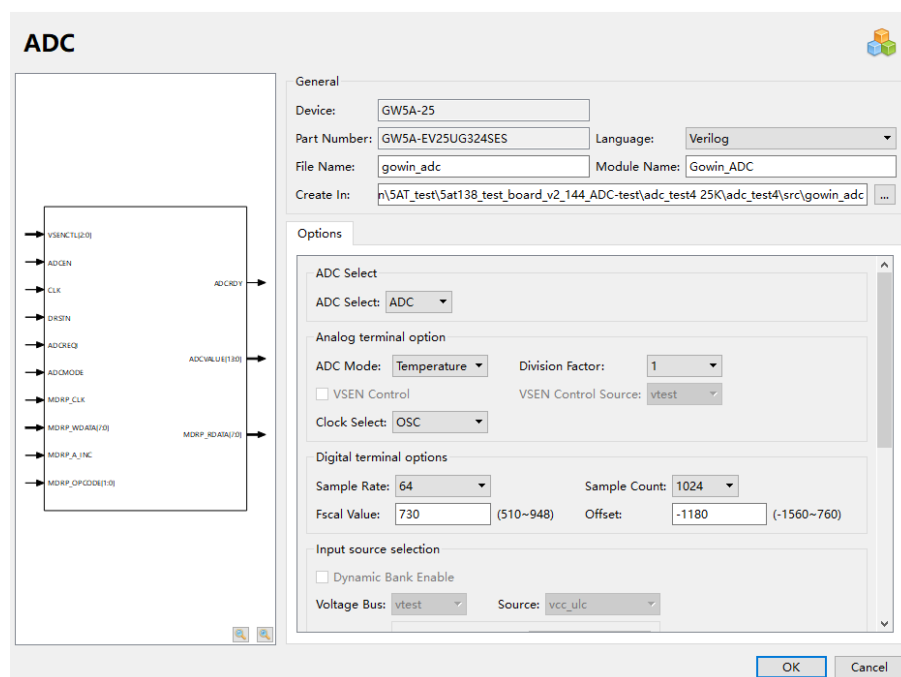 ADC
General
Device: GW5A-25
Part Number: GW5A-EV25UG324SES Language: Verilog
File Name: gowin_adc Module Name: Gowin_ADC
Create In: n\5AT_test\5at138_test_board_v2_144_ADC-test\adc_test4 25K\adc_test4\src\gowin_adc ...
VSENCTL[2:0]
ADCEN
CLK
DRSTN
ADCREQI
ADCMODE
MDRP_CLK
MDRP_WDATA[7:0]
MDRP_A_INC
MDRP_OPCODE[1:0]
ADCRDY
ADCVALUE[13:0]
MDRP_RDATA[7:0]
Options
ADC Select
ADC Select: ADC
Analog terminal option
ADC Mode: Temperature Division Factor: 1
VSEN Control VSEN Control Source: vtest
Clock Select: OSC
Digital terminal options
Sample Rate: 64 Sample Count: 1024
Fscal Value: 730 (510~948) Offset: -1180 (-1560~760)
Input source selection
Dynamic Bank Enable
Voltage Bus: vtest Source: vcc_ulc
OK Cancel